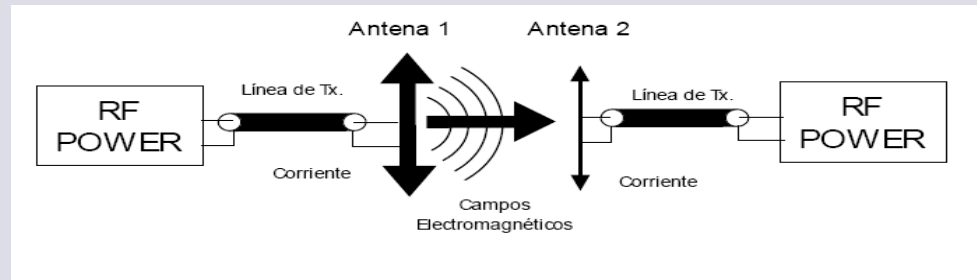 Antena 1
Antena 2
RF
POWER
Línea de Tx.
Corriente
Campos
Electromagnéticos
Línea de Tx.
Corriente
RF
POWER